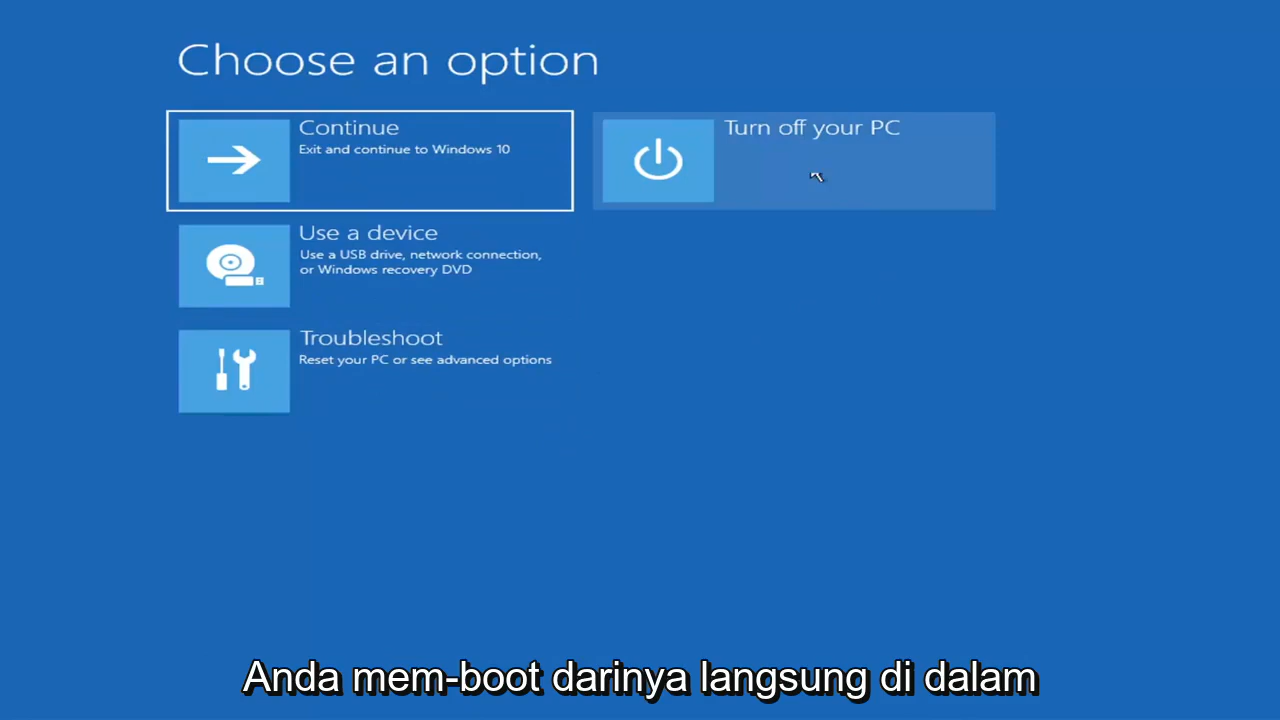 Choose an option
Continue
Exit and continue to Windows 10
Turn off your PC
Use a device
Use a USB drive, network connection,
or Windows recovery DVD
Troubleshoot
Reset your PC or see advanced options
Anda mem-boot darinya langsung di dalam